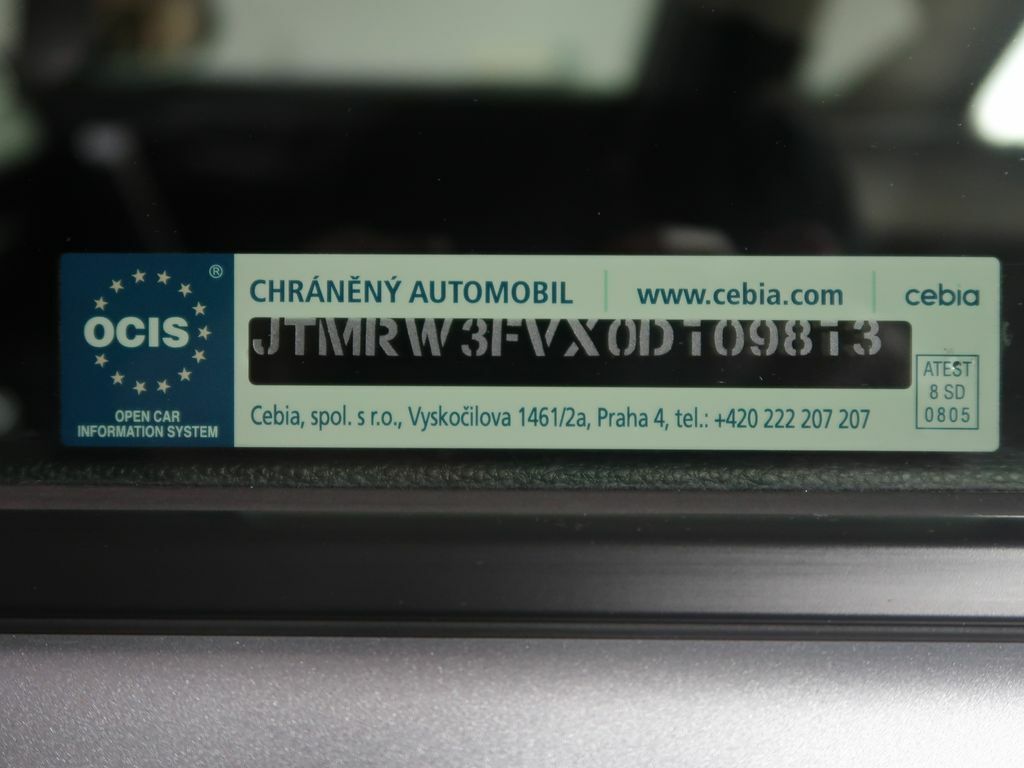 ®
OCIS
OPEN CAR
INFORMATION SYSTEM
CHRÁNĚNÝ AUTOMOBIL
www.cebia.com
cebia
JTMRW3FVX0D109813
ATEST
8 SD
0805
Cebia, spol. s r.o., Vyskočilova 1461/2a, Praha 4, tel.: +420 222 207 207